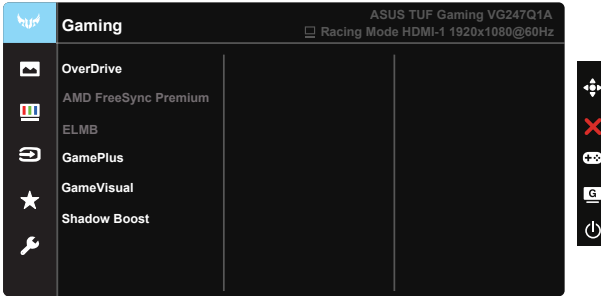 Gaming
ASUS TUF Gaming VG247Q1A
Racing Mode HDMI-1 1920x1080@60Hz
OverDrive
AMD FreeSync Premium
ELMB
GamePlus
GameVisual
Shadow Boost
G